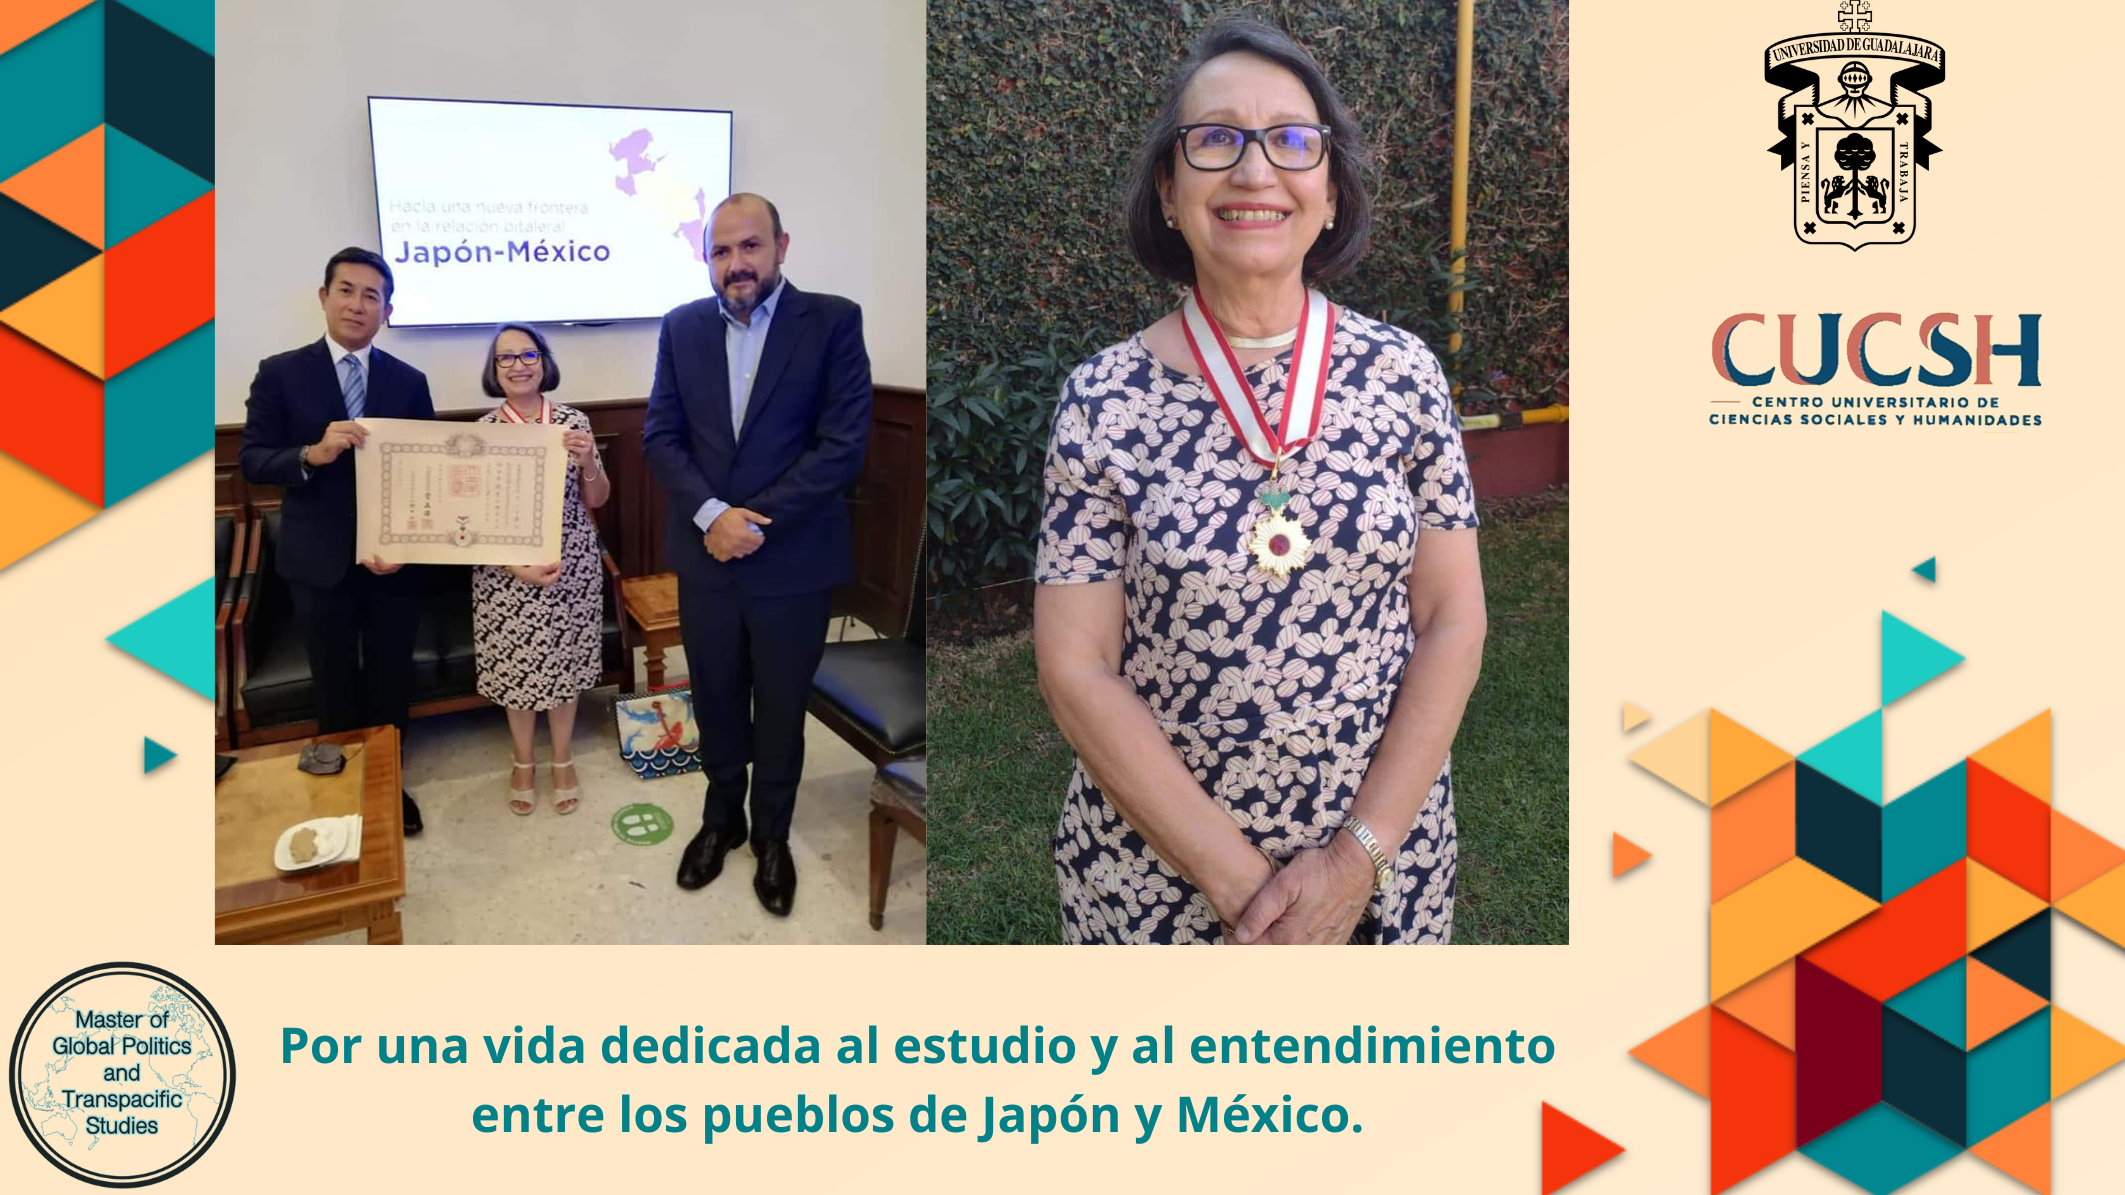 Hacia una nueva frontera
en la relación bilateral
Japón-México
UNIVERSIDAD DE GUADALAJARA
PIENSA Y
TRABAJA
CUCSH
CENTRO UNIVERSITARIO DE
CIENCIAS SOCIALES Y HUMANIDADES
Master of
Global Politics
and
Transpacific
Studies
Por una vida dedicada al estudio y al entendimiento
entre los pueblos de Japón y México.